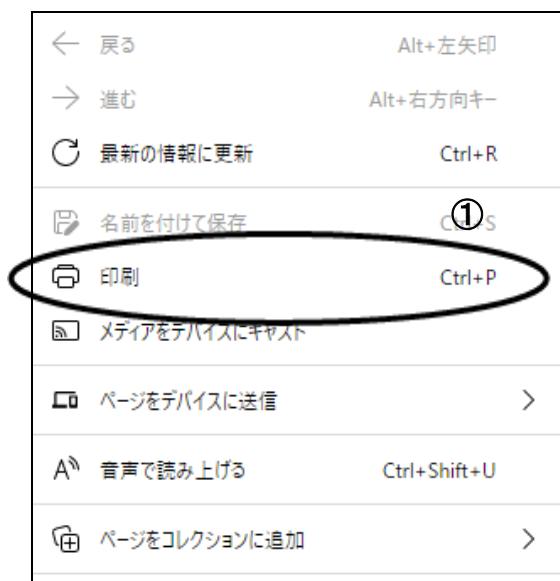 戻る Alt+左矢印
進む Alt+右方向キー
最新の情報に更新 Ctrl+R
①
名前を付けて保存 Ctrl+S
印刷 Ctrl+P
メディアをデバイスにキャスト
ページをデバイスに送信
音声で読み上げる Ctrl+Shift+U
ページをコレクションに追加